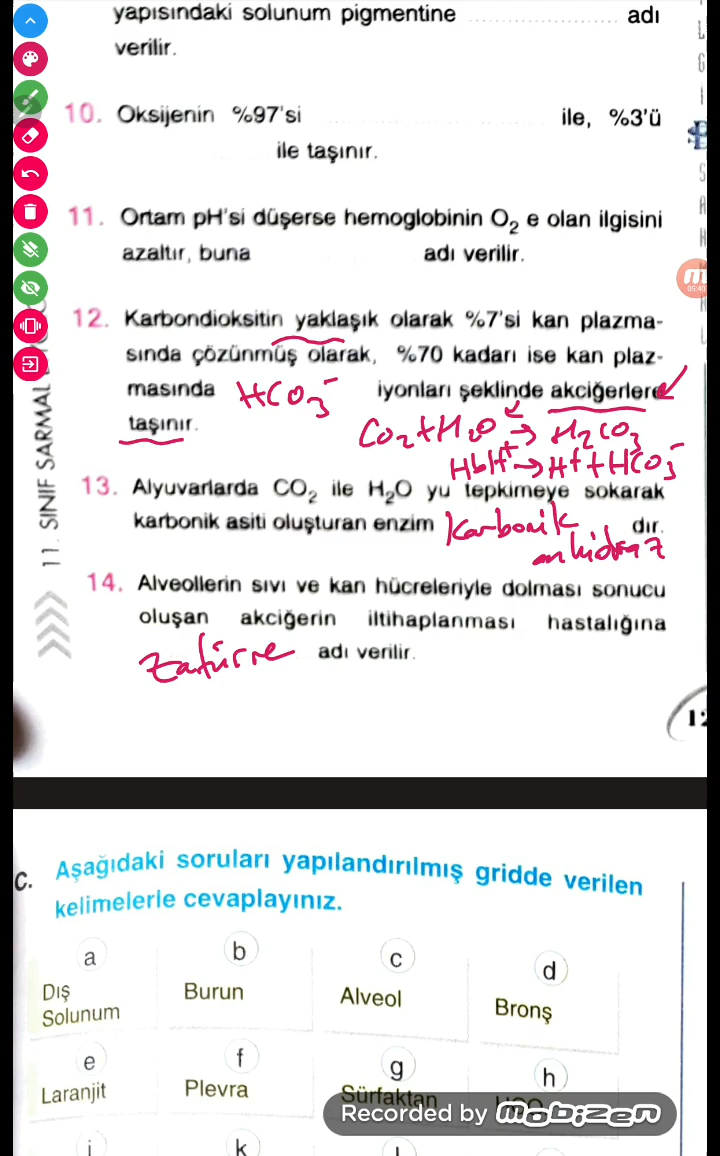 yapısındaki solunum pigmentine ........................ adı
verilir.
10. Oksijenin %97'si ile, %3'ü
ile taşınır.
11. Ortam pH'si düşerse hemoglobinin O₂ e olan ilgisini
azaltır, buna adı verilir.
05:40
12. Karbondioksitin yaklaşık olarak %7'si kan plazma-
sında çözünmüş olarak, %70 kadarı ise kan plaz-
masında HCO₃⁻ iyonları şeklinde akciğerlere
taşınır. CO₂+H₂O → H₂CO₃
HbH⁺→H⁺+HCO₃⁻
13. Alyuvarlarda CO₂ ile H₂O yu tepkimeye sokarak
karbonik asiti oluşturan enzim Karbonik dır.
anhidraz
14. Alveollerin sıvı ve kan hücreleriyle dolması sonucu
oluşan akciğerin iltihaplanması hastalığına
Zatürre adı verilir.
11. SINIF SARMAL
12
C. Aşağıdaki soruları yapılandırılmış gridde verilen
kelimelerle cevaplayınız.
a b c d
Dış Solunum Burun Alveol Bronş
e f g h
Laranjit Plevra Sürfaktan
Recorded by mobizen
i k l